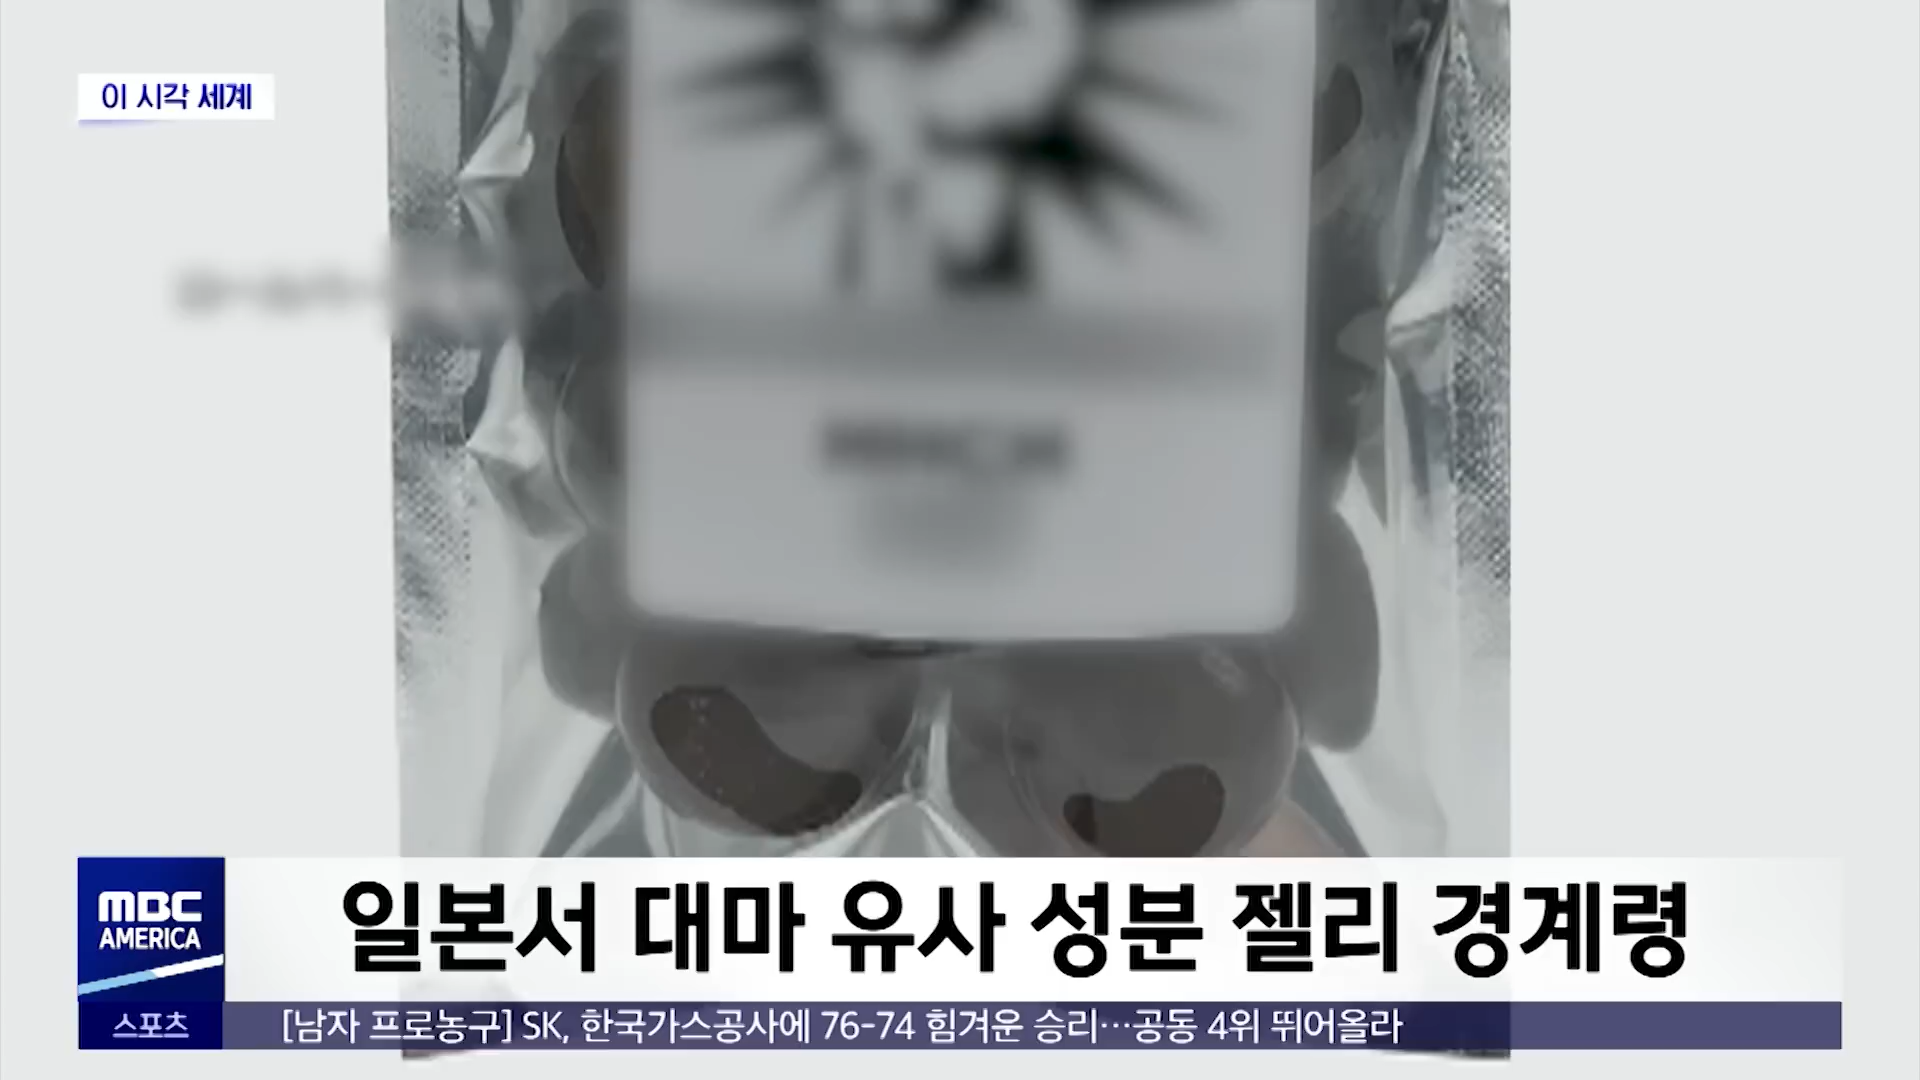 이 시각 세계
MBC
AMERICA
일본서 대마 유사 성분 젤리 경계령
스포츠
[남자 프로농구] SK, 한국가스공사에 76-74 힘겨운 승리…공동 4위 뛰어올라